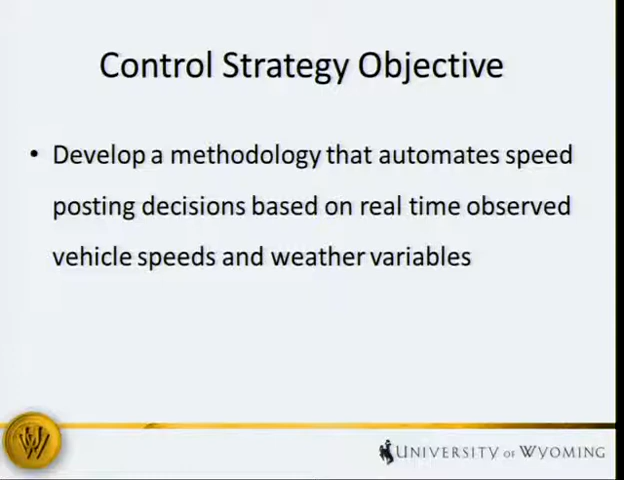 Control Strategy Objective
• Develop a methodology that automates speed
posting decisions based on real time observed
vehicle speeds and weather variables
UNIVERSITY OF WYOMING